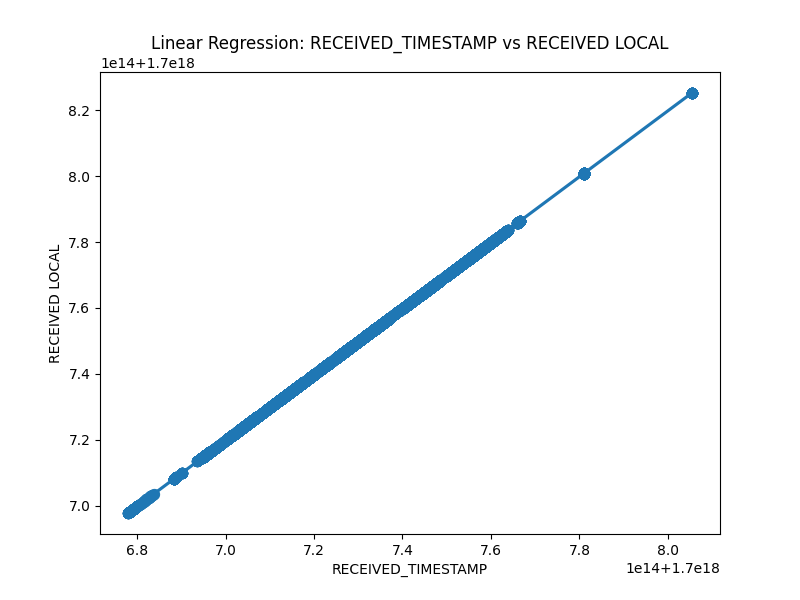 Linear Regression: RECEIVED_TIMESTAMP vs RECEIVED LOCAL
1e14+1.7e18
8.2
8.0
7.8
7.6
7.4
7.2
7.0
RECEIVED LOCAL
6.8 7.0 7.2 7.4 7.6 7.8 8.0
RECEIVED_TIMESTAMP
1e14+1.7e18